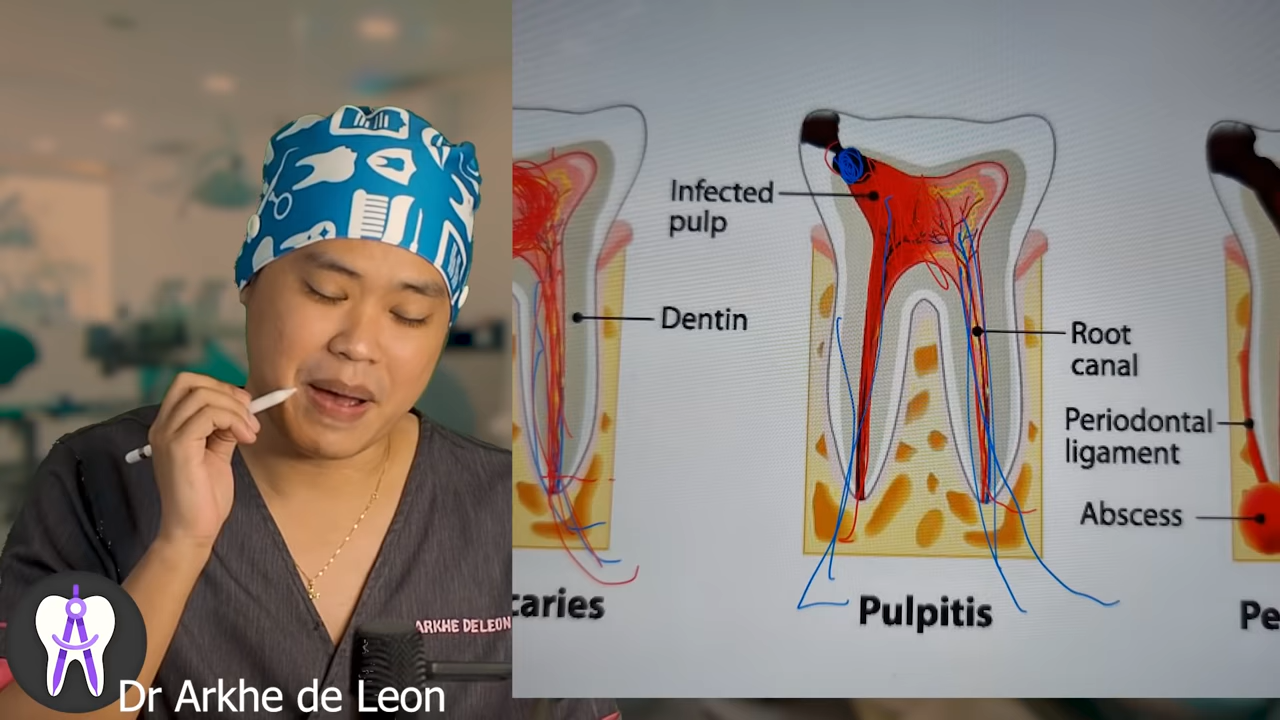 ARKHE DELEON
Dr Arkhe de Leon
Infected
pulp
Dentin
Root
canal
Periodontal
ligament
Abscess
caries
Pulpitis
Pe